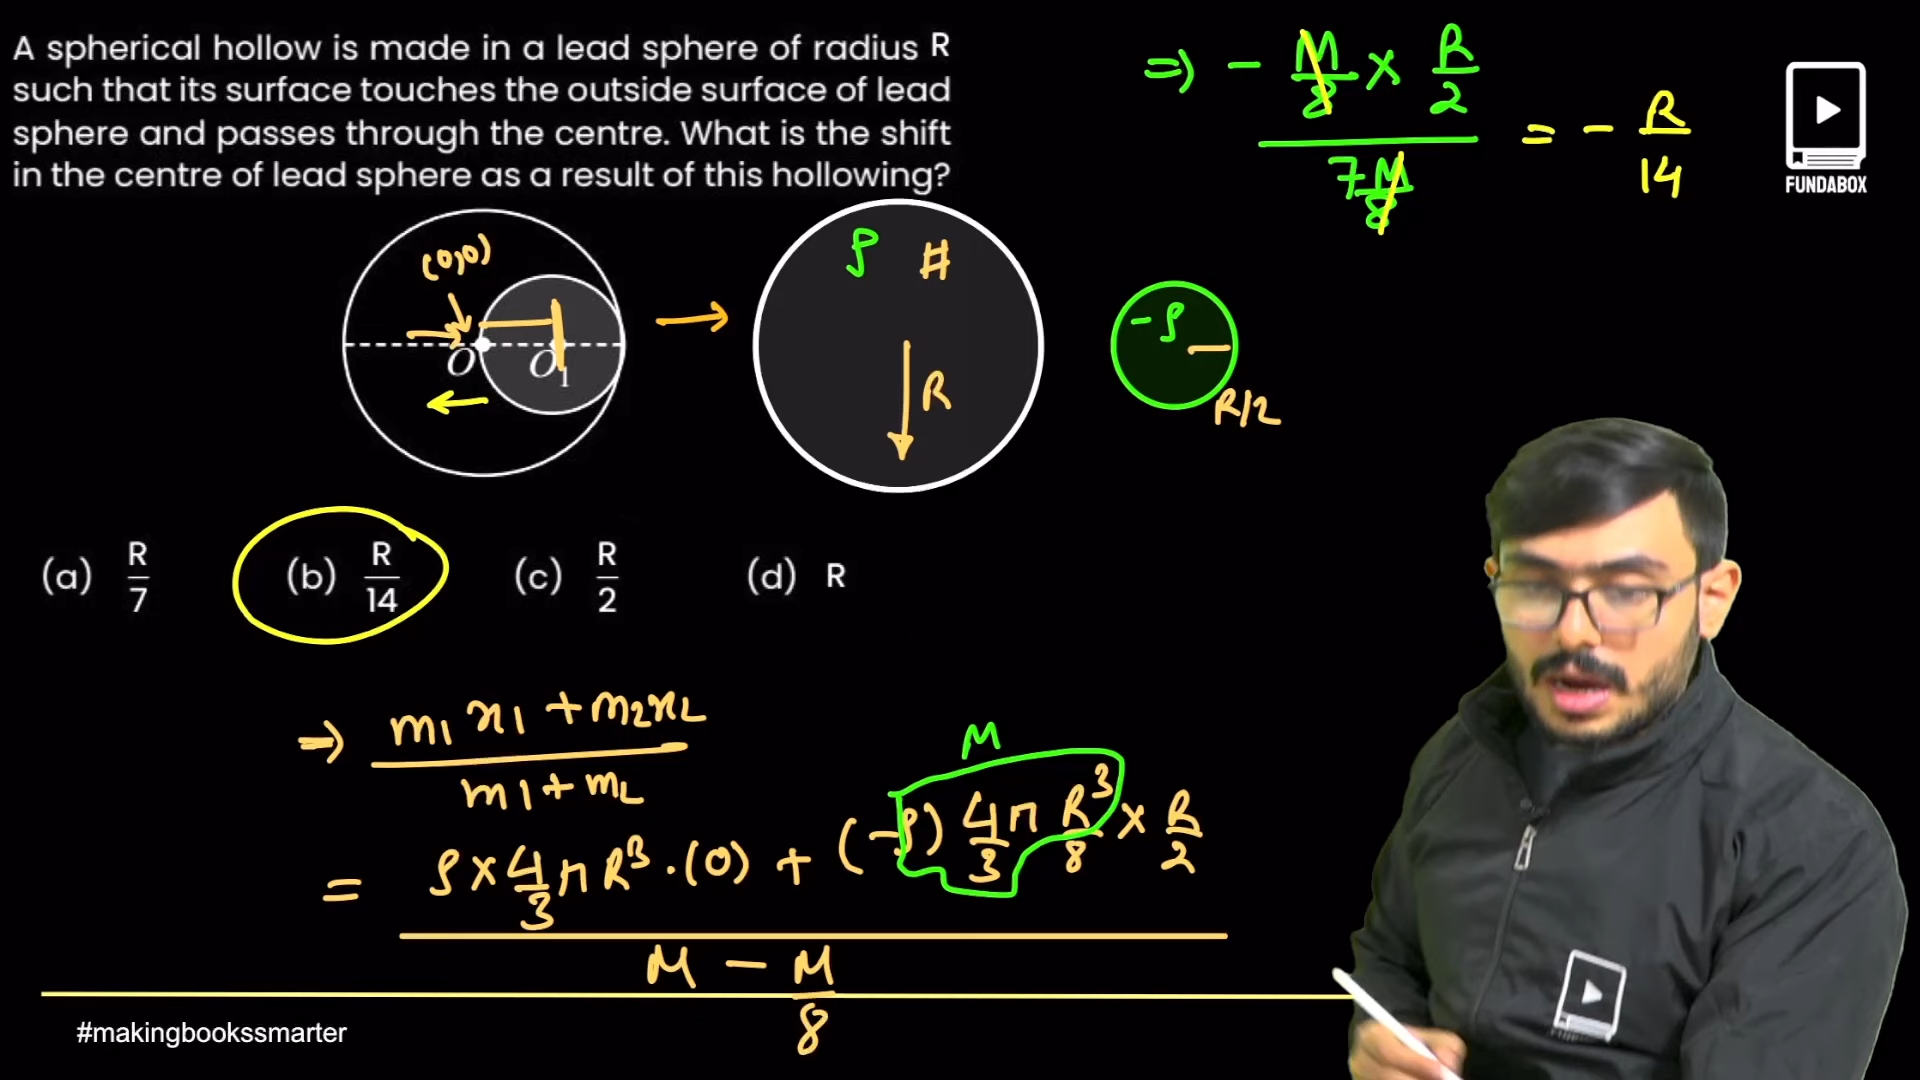 A spherical hollow is made in a lead sphere of radius R
such that its surface touches the outside surface of lead
sphere and passes through the centre. What is the shift
in the centre of lead sphere as a result of this hollowing?
⇒ - M/8 × R/2
7M/8
= - R/14
FUNDABOX
(0,0)
O O₁
ρ #
R
-ρ
R/2
(a) R/7 (b) R/14 (c) R/2 (d) R
⇒ m1 x1 + m2x2
m1 + m2
M
= ρ × 4/3 π R³ · (0) + (-ρ) 4/3 π R³/8 × R/2
M - M/8
#makingbookssmarter